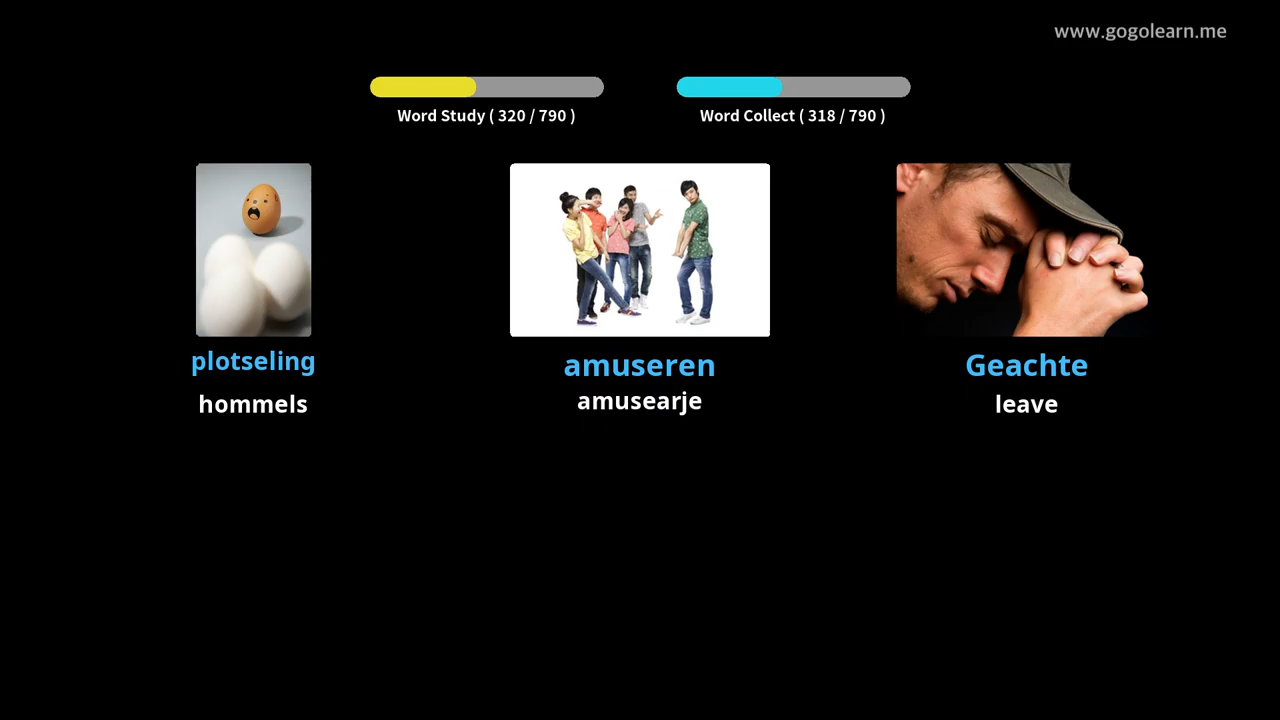 www.gogolearn.me
Word Study ( 320 / 790 )
Word Collect ( 318 / 790 )
plotseling
hommels
amuseren
amusearje
Geachte
leave